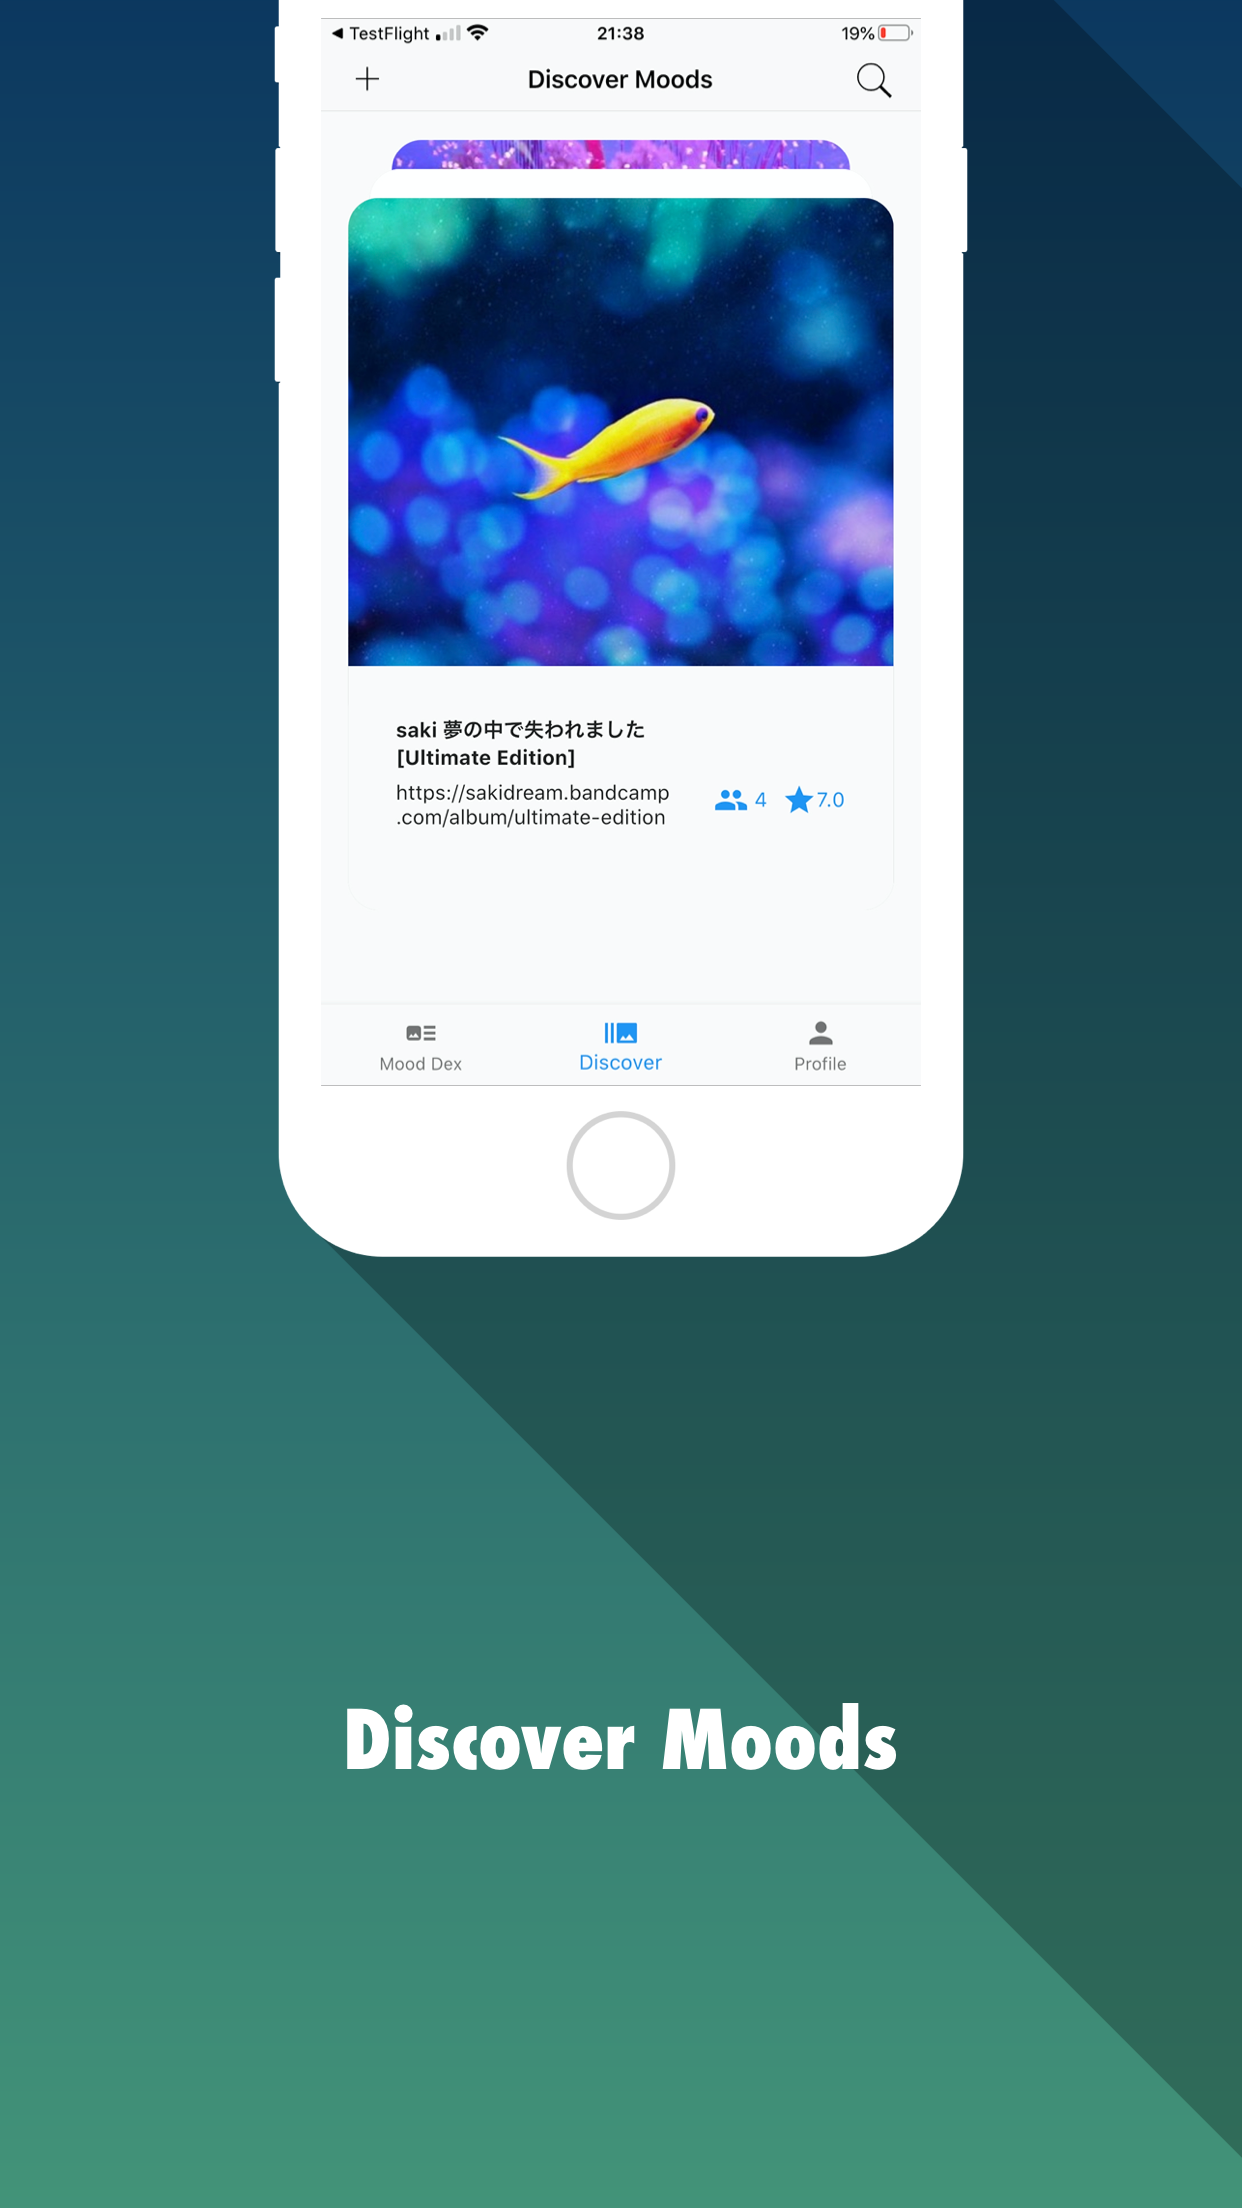 TestFlight
21:38
19%
Discover Moods
saki 夢の中で失われました
[Ultimate Edition]
https://sakidream.bandcamp
.com/album/ultimate-edition
4
7.0
Mood Dex
Discover
Profile
Discover Moods